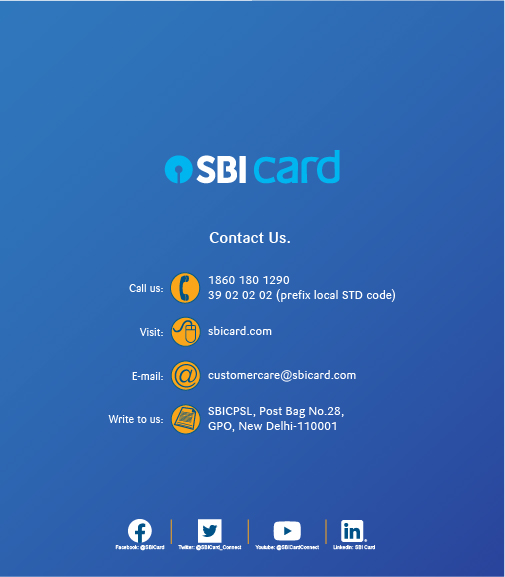 SBI card
Contact Us.
Call us:
1860 180 1290
39 02 02 02 (prefix local STD code)
Visit:
sbicard.com
E-mail:
customercare@sbicard.com
Write to us:
SBICPSL, Post Bag No.28,
GPO, New Delhi-110001
Facebook: @SBICard
Twitter: @SBICard_Connect
Youtube: @SBICardConnect
Linkedin: SBI Card